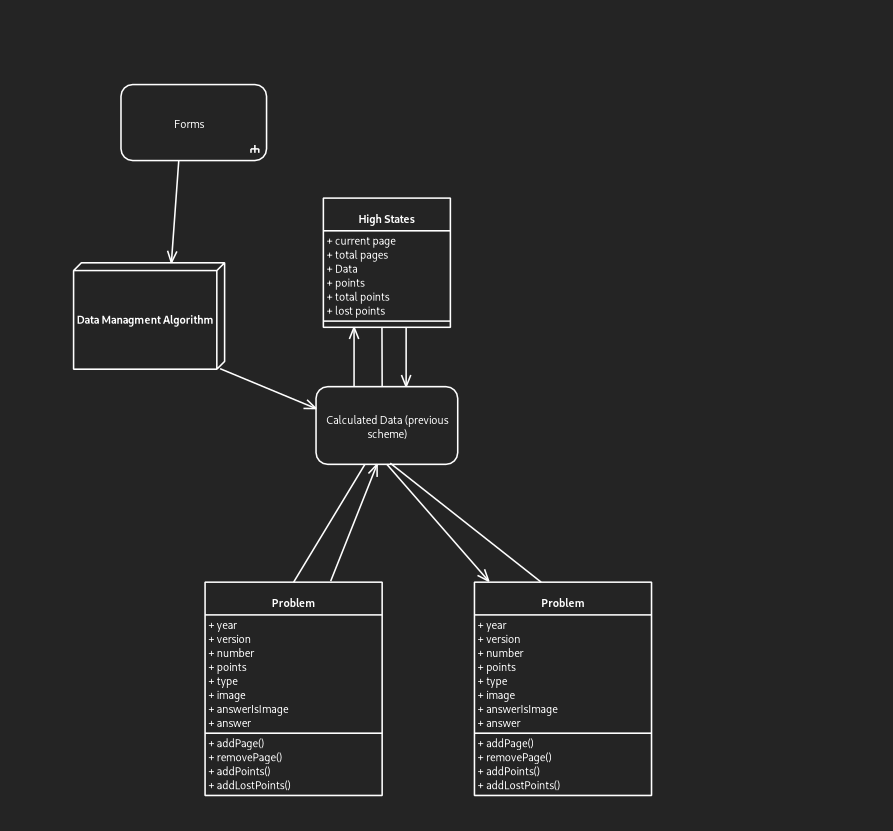 Forms
High States
+ current page
+ total pages
+ Data
+ points
+ total points
+ lost points
Data Managment Algorithm
Calculated Data (previous
scheme)
Problem
+ year
+ version
+ number
+ points
+ type
+ image
+ answerIsImage
+ answer
+ addPage()
+ removePage()
+ addPoints()
+ addLostPoints()
Problem
+ year
+ version
+ number
+ points
+ type
+ image
+ answerIsImage
+ answer
+ addPage()
+ removePage()
+ addPoints()
+ addLostPoints()